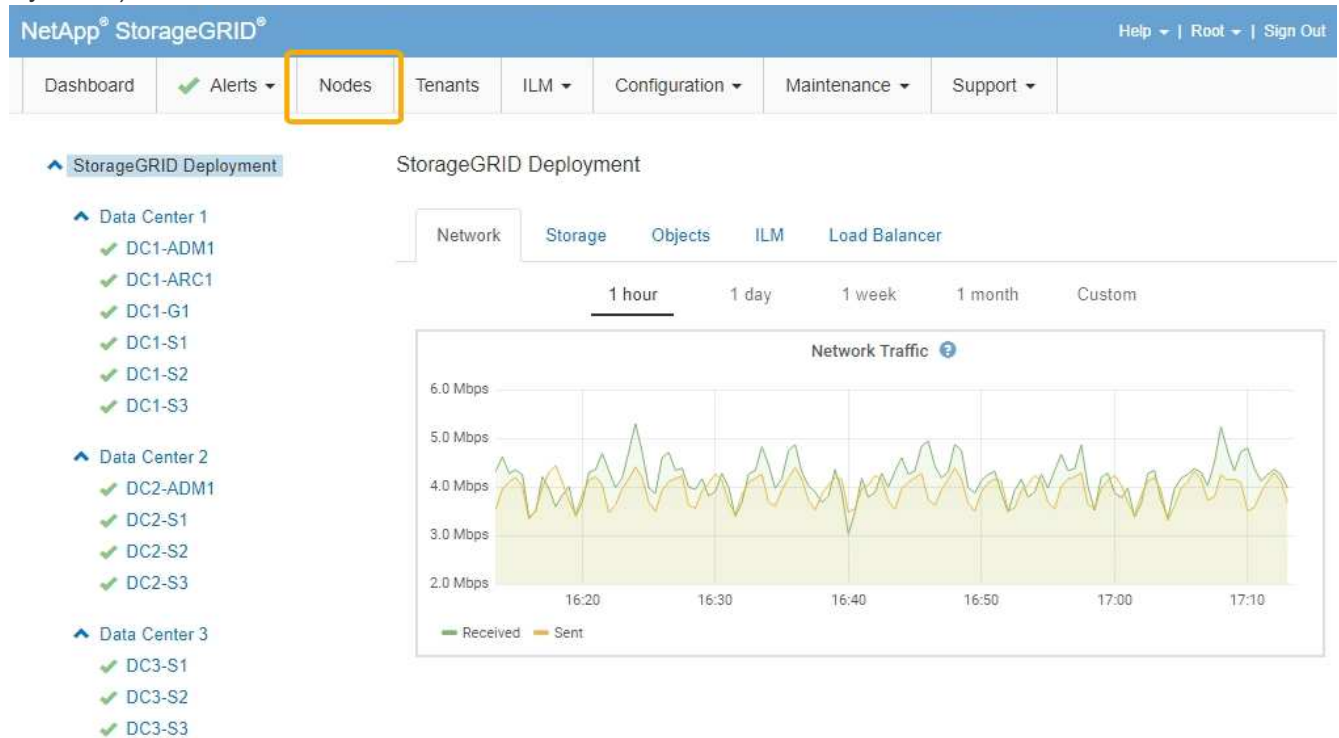 NetApp® StorageGRID®
Help | Root | Sign Out
Dashboard Alerts Nodes Tenants ILM Configuration Maintenance Support
StorageGRID Deployment
Data Center 1
DC1-ADM1
DC1-ARC1
DC1-G1
DC1-S1
DC1-S2
DC1-S3
Data Center 2
DC2-ADM1
DC2-S1
DC2-S2
DC2-S3
Data Center 3
DC3-S1
DC3-S2
DC3-S3
StorageGRID Deployment
Network Storage Objects ILM Load Balancer
1 hour 1 day 1 week 1 month Custom
Network Traffic
6.0 Mbps
5.0 Mbps
4.0 Mbps
3.0 Mbps
2.0 Mbps
16:20 16:30 16:40 16:50 17:00 17:10
Received Sent